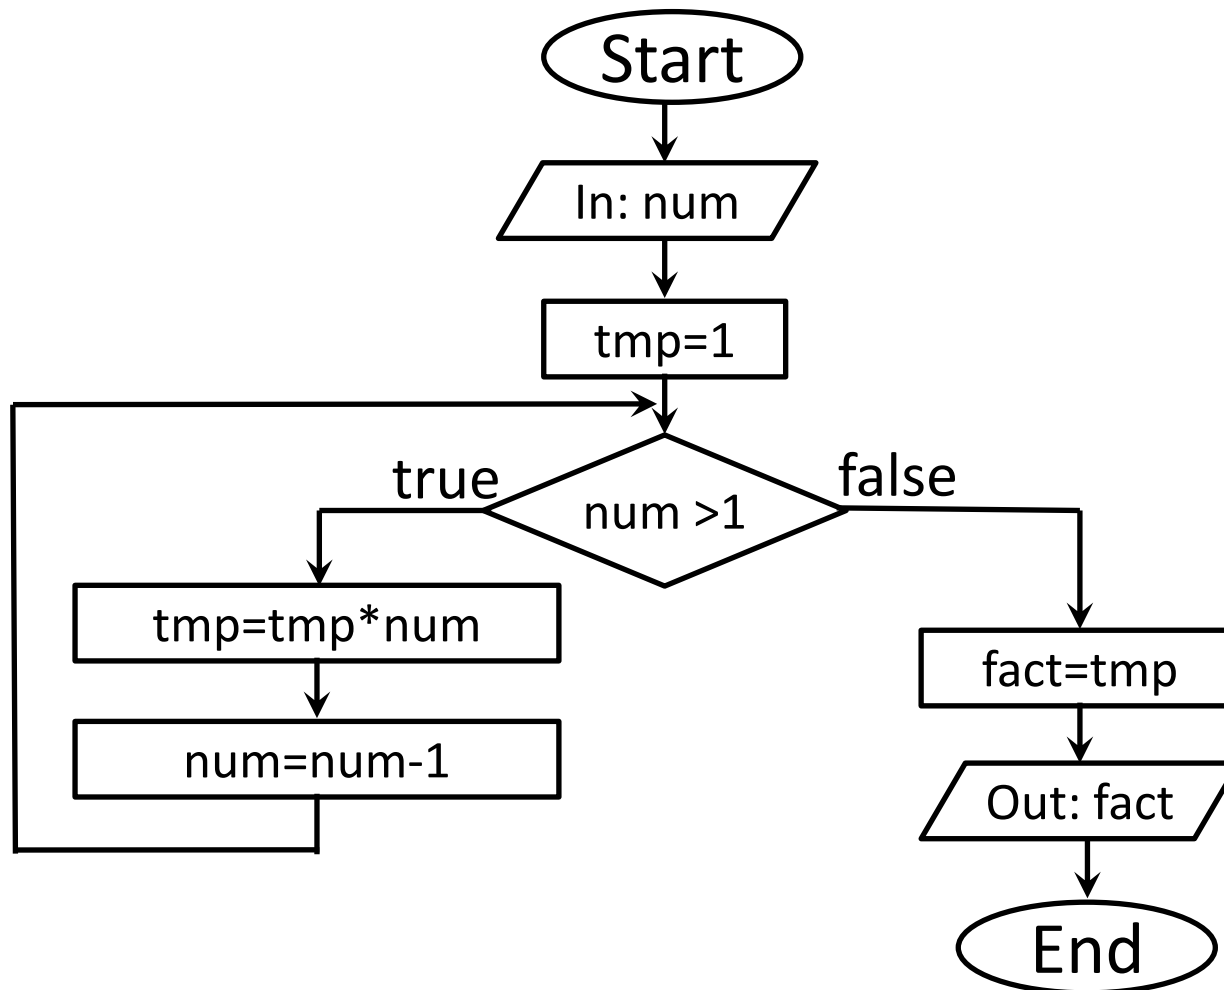 Start
In: num
tmp=1
true
false
num >1
tmp=tmp*num
num=num-1
fact=tmp
Out: fact
End